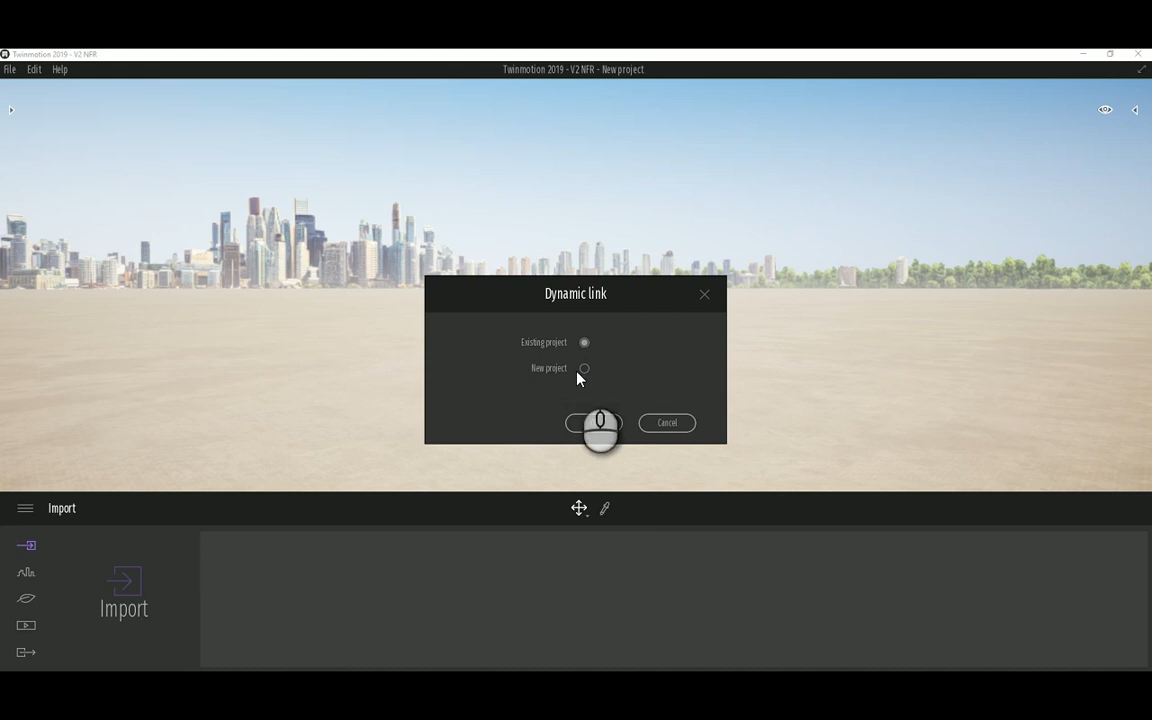 Twinmotion 2019 - V2 NFR
File Edit Help
Twinmotion 2019 - V2 NFR - New project
Dynamic link
Existing project
New project
Cancel
Import
Import